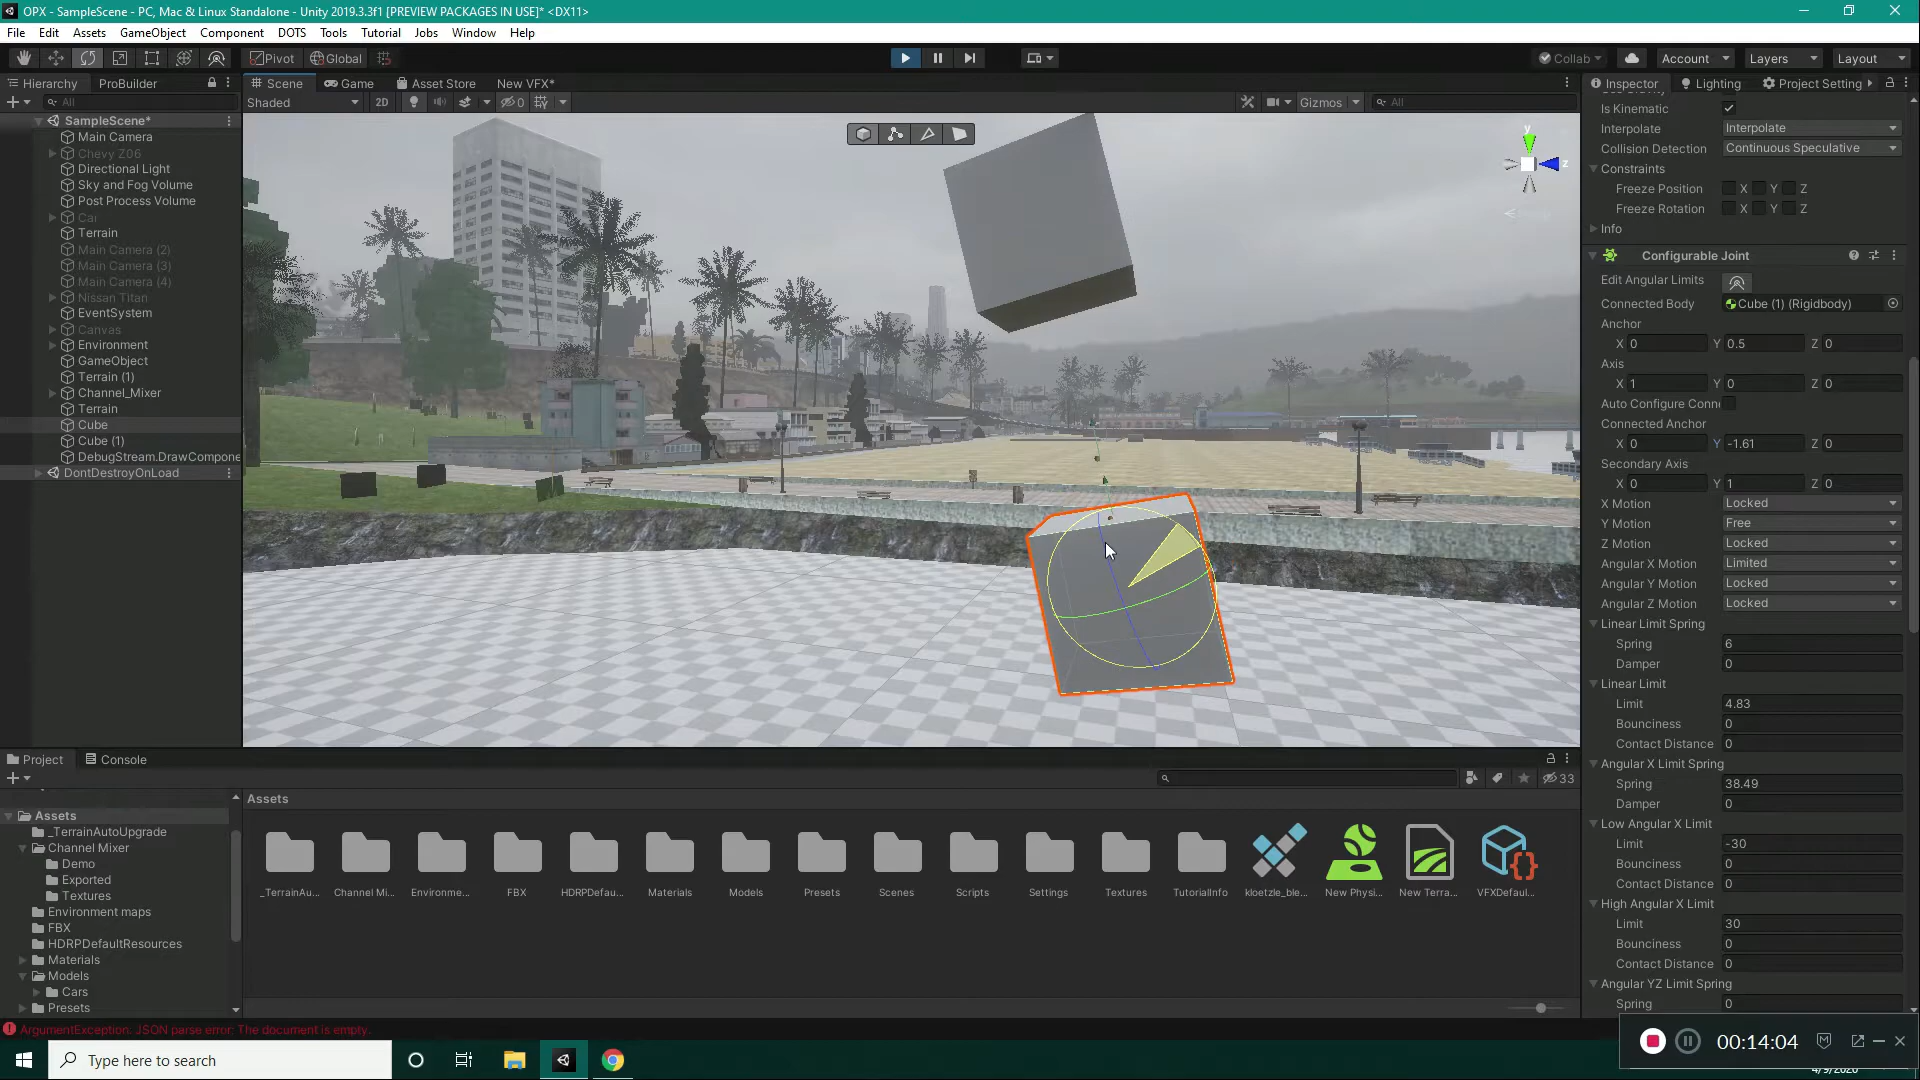 OPX - SampleScene - PC, Mac & Linux Standalone - Unity 2019.3.3f1 [PREVIEW PACKAGES IN USE]* <DX11>
File Edit Assets GameObject Component DOTS Tools Tutorial Jobs Window Help
Pivot Global Collab Account Layers Layout
Hierarchy ProBuilder
All
SampleScene*
Main Camera
Chevy Z06
Directional Light
Sky and Fog Volume
Post Process Volume
Car
Terrain
Main Camera (2)
Main Camera (3)
Main Camera (4)
Nissan Titan
EventSystem
Canvas
Environment
GameObject
Terrain (1)
Channel_Mixer
Terrain
Cube
Cube (1)
DebugStream.DrawCompone
DontDestroyOnLoad
Scene Game Asset Store New VFX*
Shaded 2D 0 Gizmos All
y
z
Inspector Lighting Project Setting
Is Kinematic
Interpolate Interpolate
Collision Detection Continuous Speculative
Constraints
Freeze Position X Y Z
Freeze Rotation X Y Z
Info
Configurable Joint
Edit Angular Limits
Connected Body Cube (1) (Rigidbody)
Anchor
X 0 Y 0.5 Z 0
Axis
X 1 Y 0 Z 0
Auto Configure Conne
Connected Anchor
X 0 Y -1.61 Z 0
Secondary Axis
X 0 Y 1 Z 0
X Motion Locked
Y Motion Free
Z Motion Locked
Angular X Motion Limited
Angular Y Motion Locked
Angular Z Motion Locked
Linear Limit Spring
Spring 6
Damper 0
Linear Limit
Limit 4.83
Bounciness 0
Contact Distance 0
Angular X Limit Spring
Spring 38.49
Damper 0
Low Angular X Limit
Limit -30
Bounciness 0
Contact Distance 0
High Angular X Limit
Limit 30
Bounciness 0
Contact Distance 0
Angular YZ Limit Spring
Spring 0
Project Console
33
Assets
_TerrainAutoUpgrade
Channel Mixer
Demo
Exported
Textures
Environment maps
FBX
HDRPDefaultResources
Materials
Models
Cars
Presets
Assets
_TerrainAu... Channel Mi... Environme... FBX HDRPDefau... Materials Models Presets Scenes Scripts Settings Textures TutorialInfo kloetzle_ble... New Physi... New Terra... VFXDefaul...
ArgumentException: JSON parse error: The document is empty.
Type here to search
00:14:04
4/9/2020